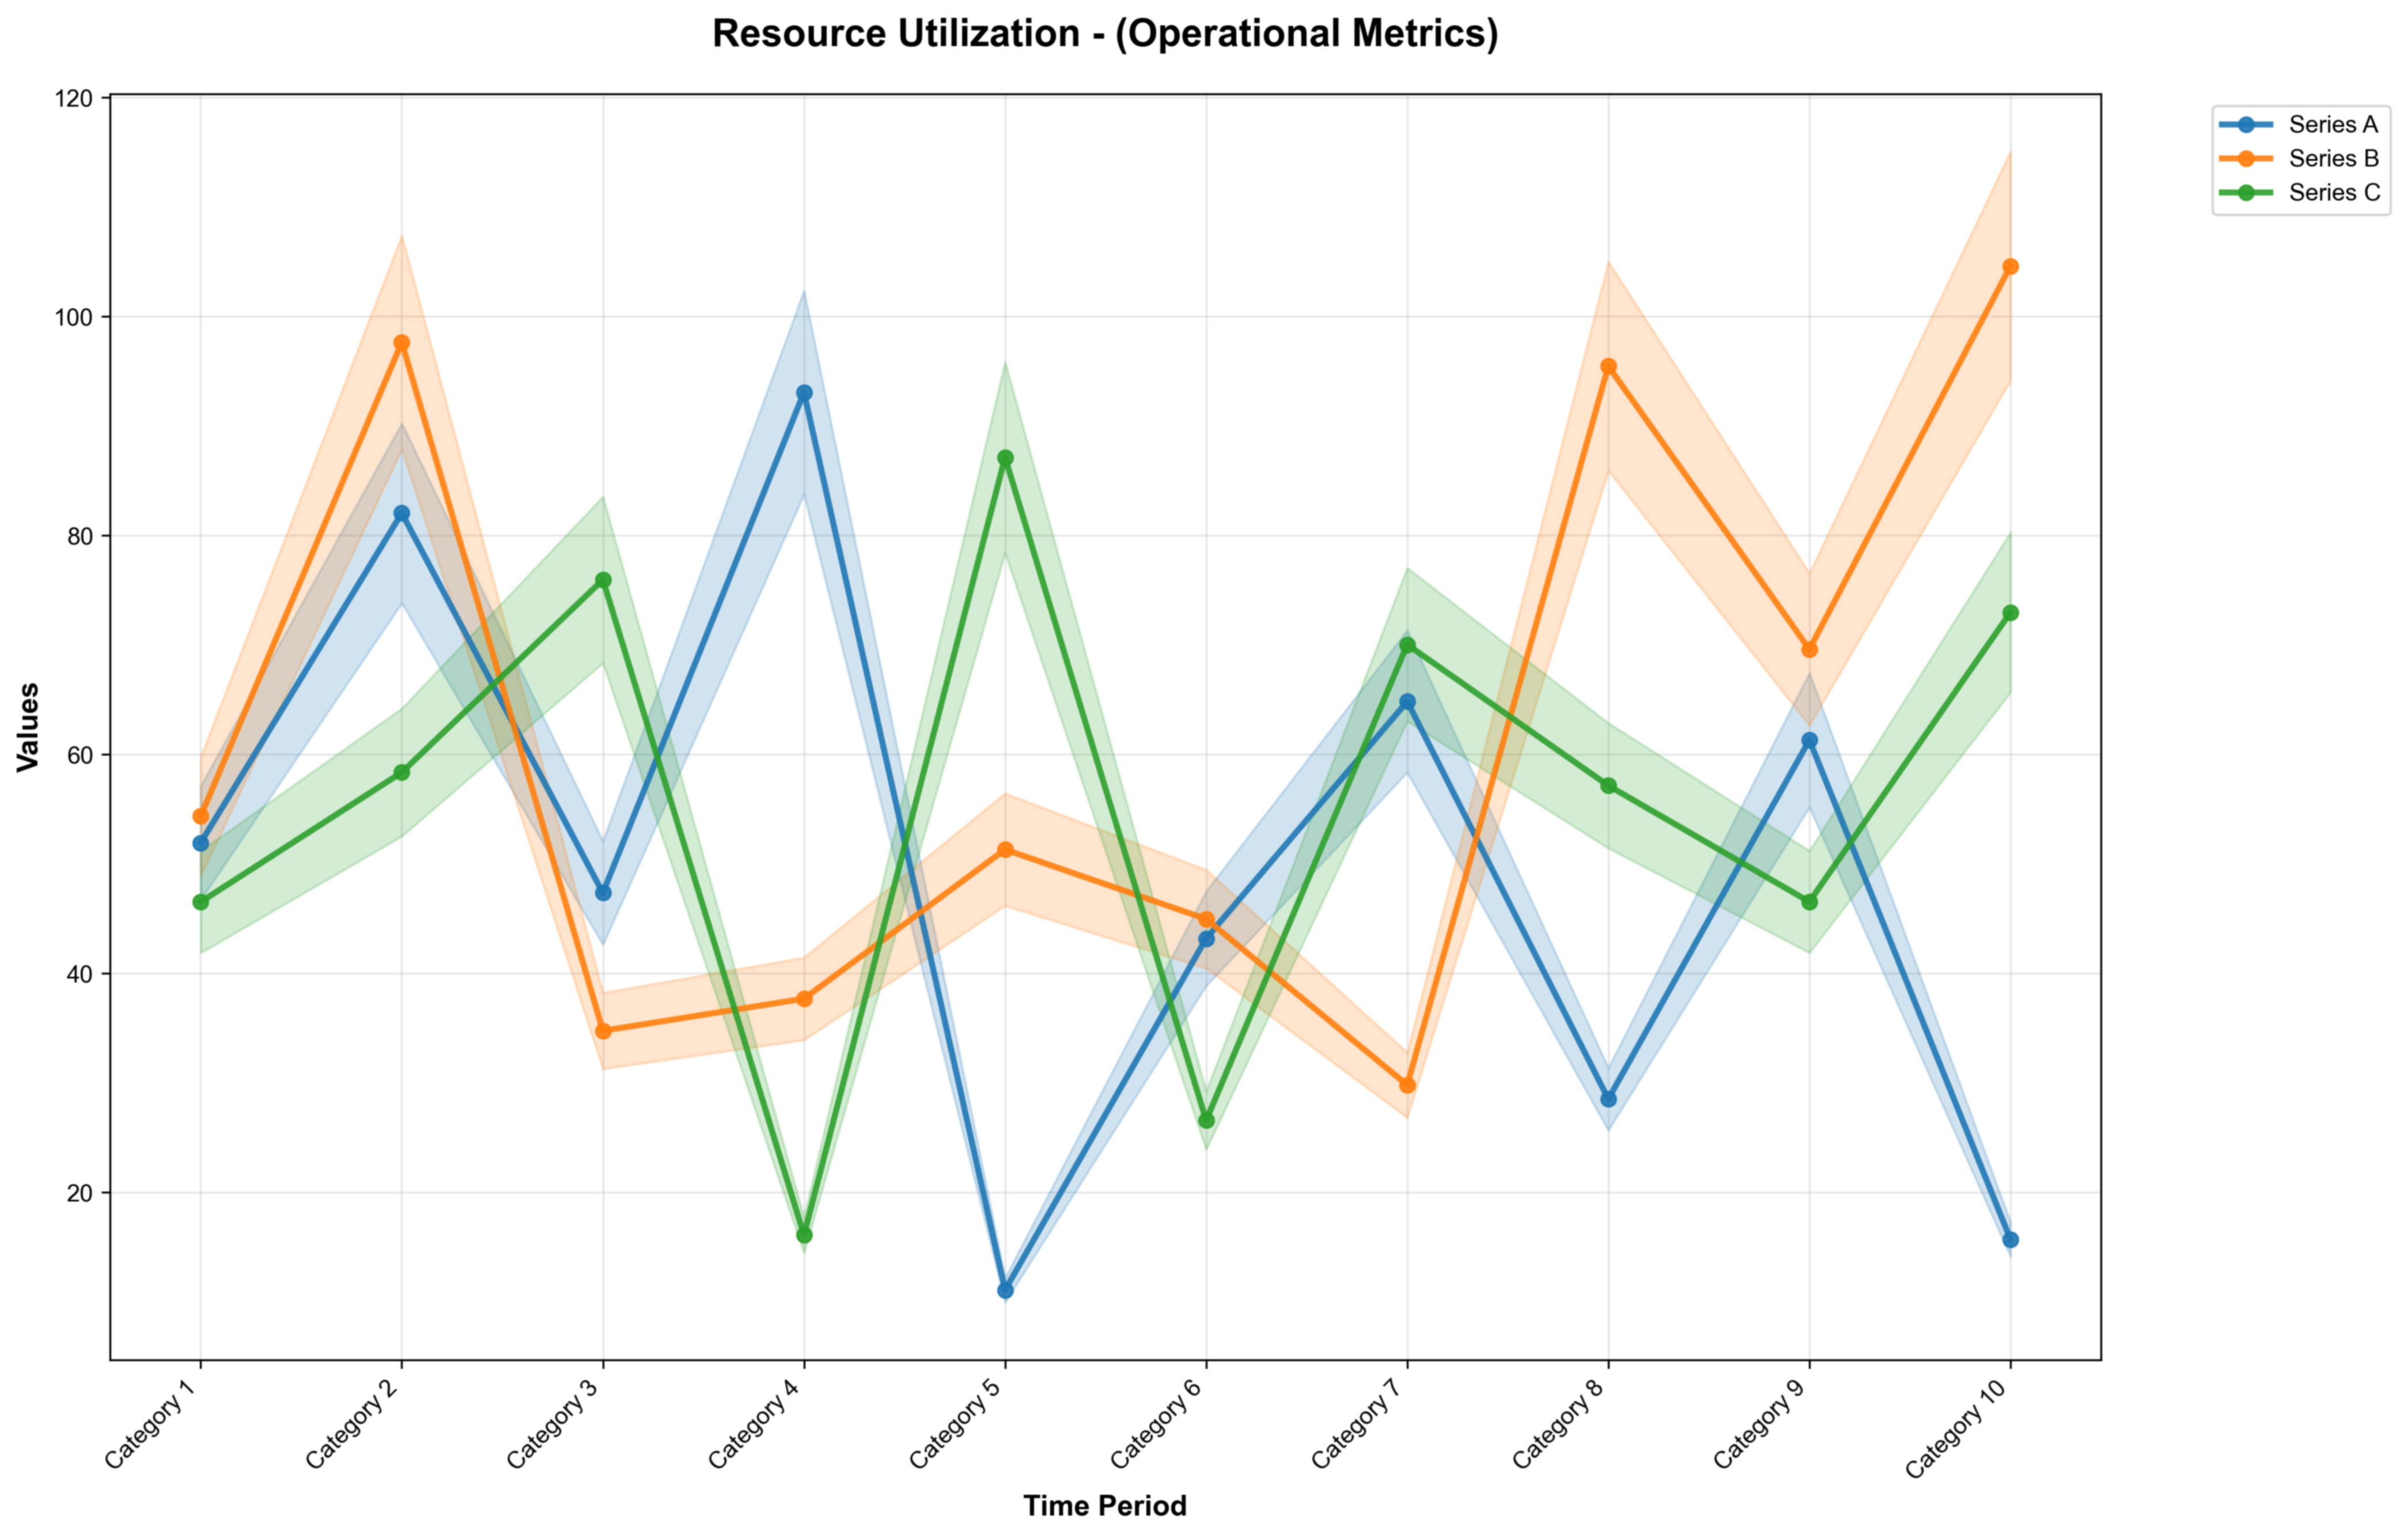 Resource Utilization - (Operational Metrics)
Series A
Series B
Series C
Values
120
100
80
60
40
20
Category 1
Category 2
Category 3
Category 4
Category 5
Category 6
Category 7
Category 8
Category 9
Category 10
Time Period